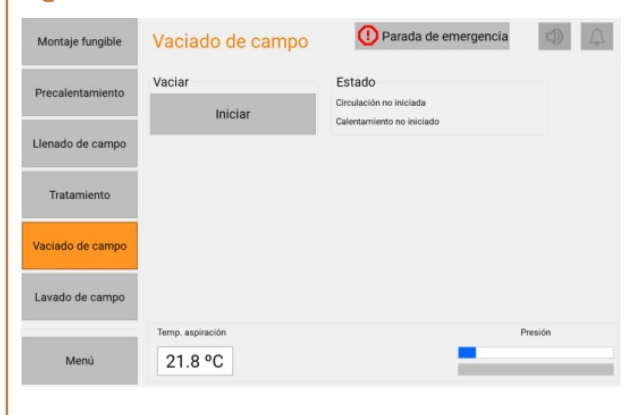 Montaje fungible
Precalentamiento
Llenado de campo
Tratamiento
Vaciado de campo
Lavado de campo
Menú
Vaciado de campo
Parada de emergencia
Vaciar
Iniciar
Estado
Circulación no iniciada
Calentamiento no iniciado
Temp. aspiración
21.8 ºC
Presión